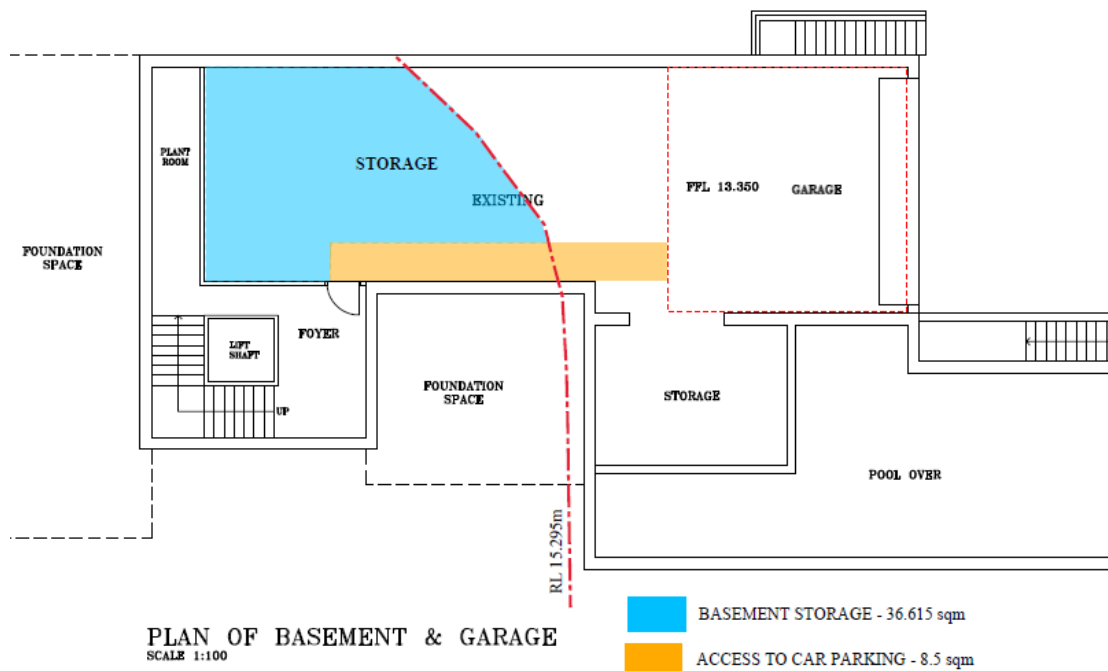 PLANT
ROOM
STORAGE
EXISTING
FFL 13.350
GARAGE
FOUNDATION
SPACE
FOYER
LIFT
SHAFT
UP
FOUNDATION
SPACE
STORAGE
POOL OVER
RL 15.295m
BASEMENT STORAGE - 36.615 sqm
PLAN OF BASEMENT & GARAGE
SCALE 1:100
ACCESS TO CAR PARKING - 8.5 sqm